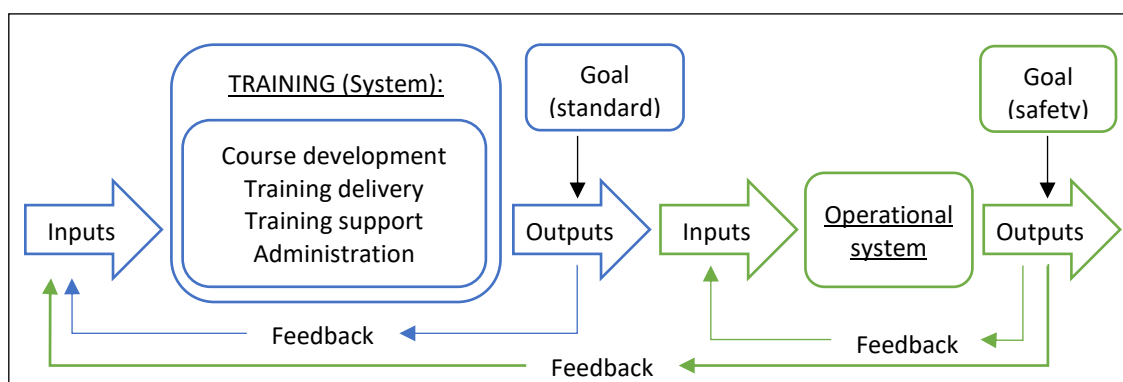 TRAINING (System):
Course development
Training delivery
Training support
Administration
Goal
(standard)
Goal
(safety)
Inputs
Outputs
Inputs
Operational
system
Outputs
Feedback
Feedback
Feedback